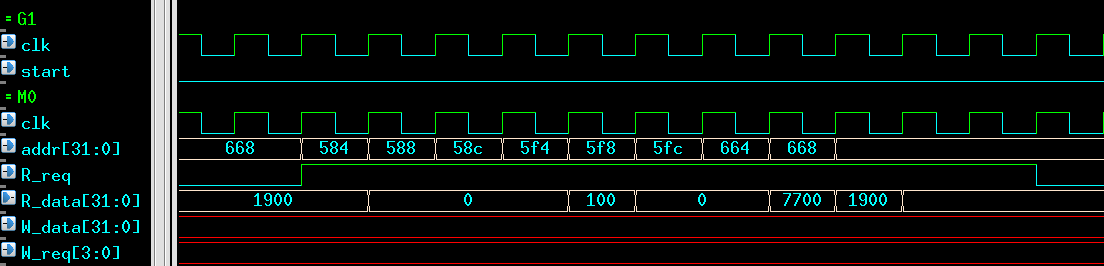 = G1
clk
start
= M0
clk
addr[31:0] 668 584 588 58c 5f4 5f8 5fc 664 668
R_req
R_data[31:0] 1900 0 100 0 7700 1900
W_data[31:0]
W_req[3:0]